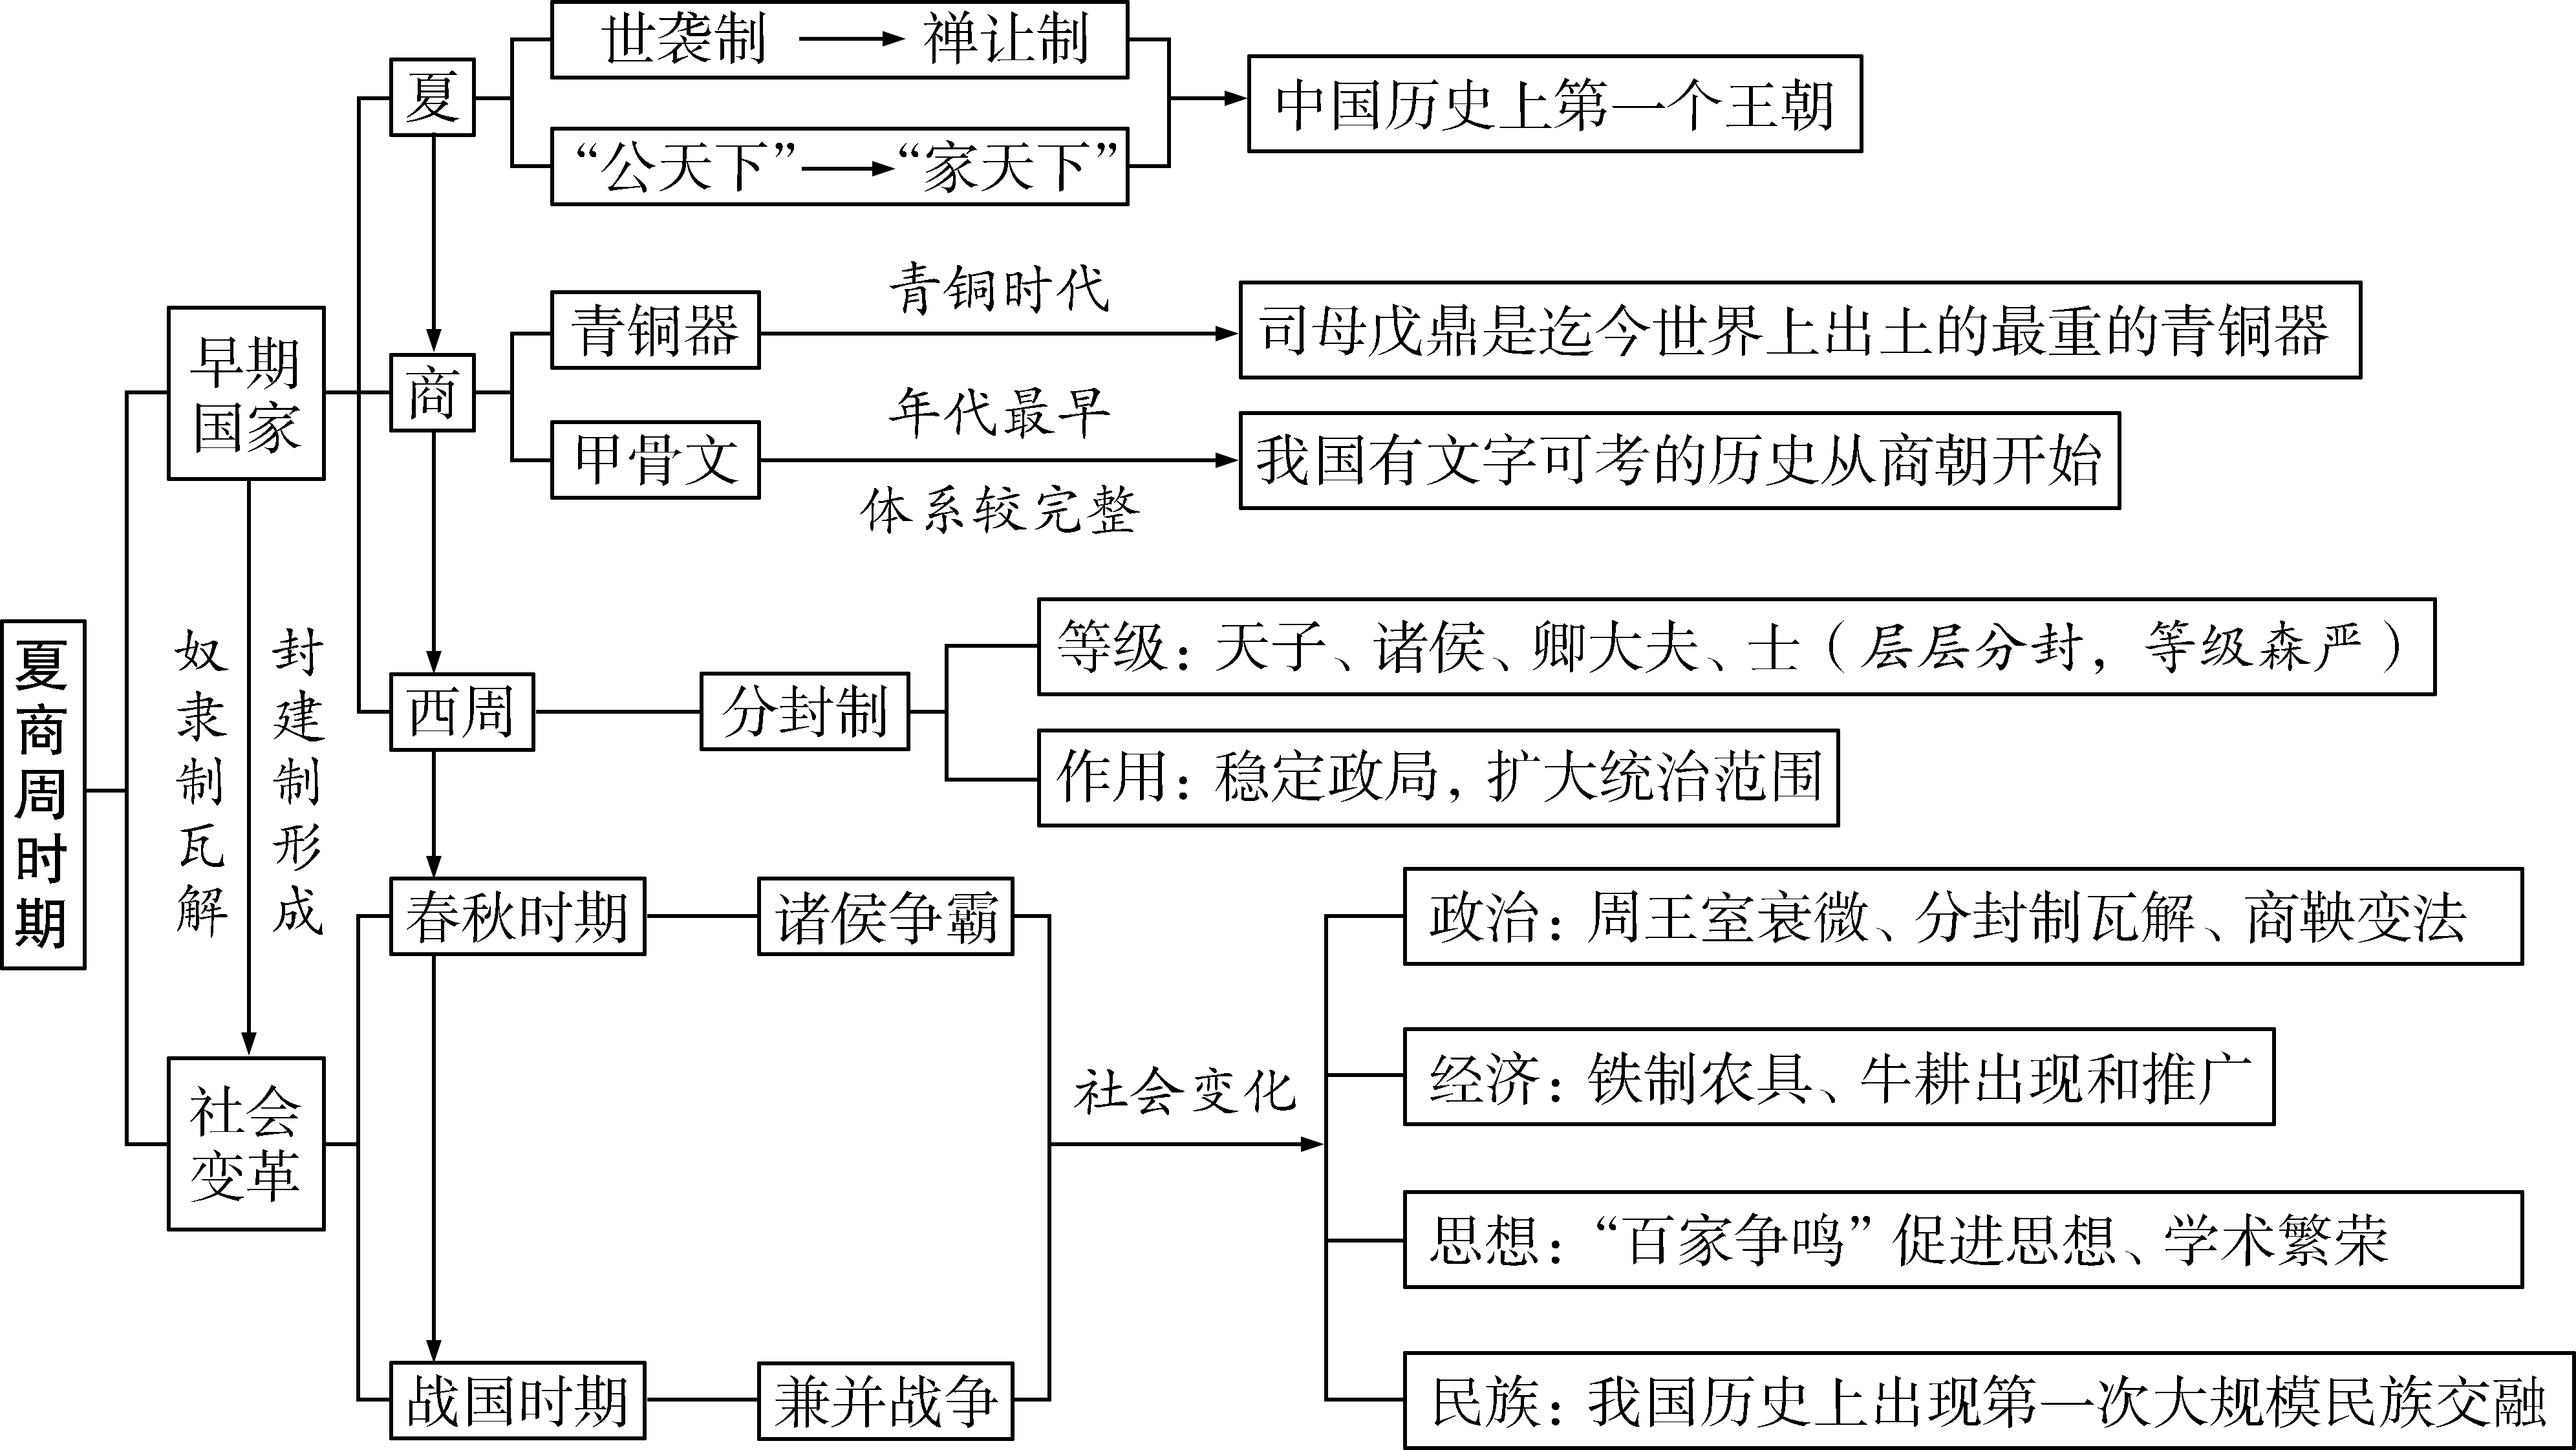 夏商周时期
早期
国家
奴隶制瓦解
封建制形成
社会
变革
夏
世袭制 → 禅让制
“公天下” → “家天下”
中国历史上第一个王朝
商
青铜器
青铜时代
司母戊鼎是迄今世界上出土的最重的青铜器
甲骨文
年代最早
体系较完整
我国有文字可考的历史从商朝开始
西周
分封制
等级：天子、诸侯、卿大夫、士（层层分封，等级森严）
作用：稳定政局，扩大统治范围
春秋时期
诸侯争霸
战国时期
兼并战争
社会变化
政治：周王室衰微、分封制瓦解、商鞅变法
经济：铁制农具、牛耕出现和推广
思想：“百家争鸣”促进思想、学术繁荣
民族：我国历史上出现第一次大规模民族交融